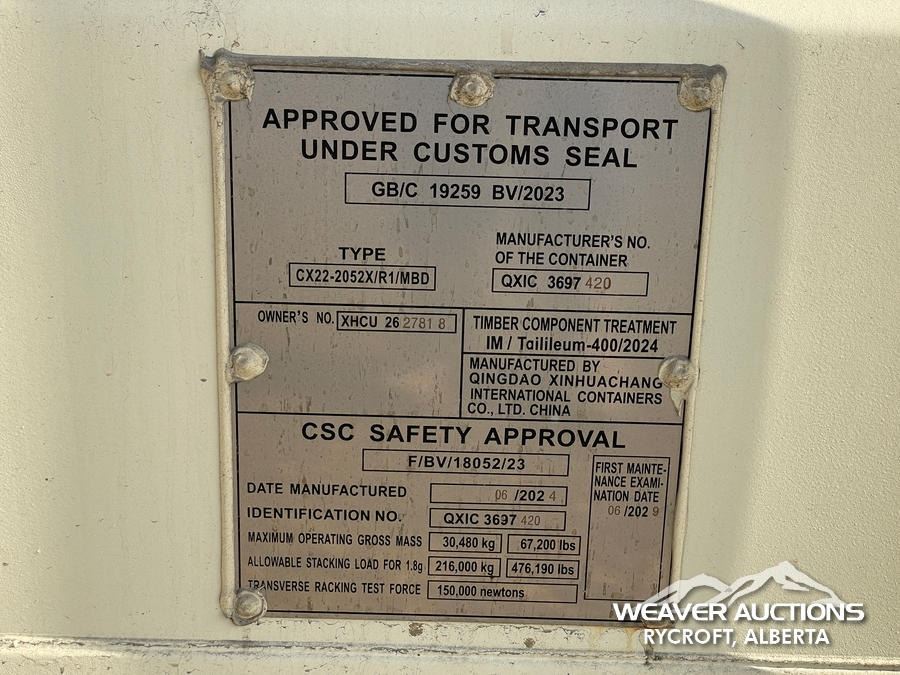 APPROVED FOR TRANSPORT
UNDER CUSTOMS SEAL
GB/C 19259 BV/2023
TYPE
CX22-2052X/R1/MBD
MANUFACTURER'S NO.
OF THE CONTAINER
QXIC 3697 420
OWNER'S NO. XHCU 26 2781 8
TIMBER COMPONENT TREATMENT
IM / Tailileum-400/2024
MANUFACTURED BY
QINGDAO XINHUACHANG
INTERNATIONAL CONTAINERS
CO., LTD. CHINA
CSC SAFETY APPROVAL
F/BV/18052/23
DATE MANUFACTURED 06 /202 4
IDENTIFICATION NO. QXIC 3697 420
MAXIMUM OPERATING GROSS MASS 30,480 kg 67,200 lbs
ALLOWABLE STACKING LOAD FOR 1.8g 216,000 kg 476,190 lbs
TRANSVERSE RACKING TEST FORCE 150,000 newtons
FIRST MAINTE-
NANCE EXAMI-
NATION DATE
06 /202 9
WEAVER AUCTIONS
RYCROFT, ALBERTA